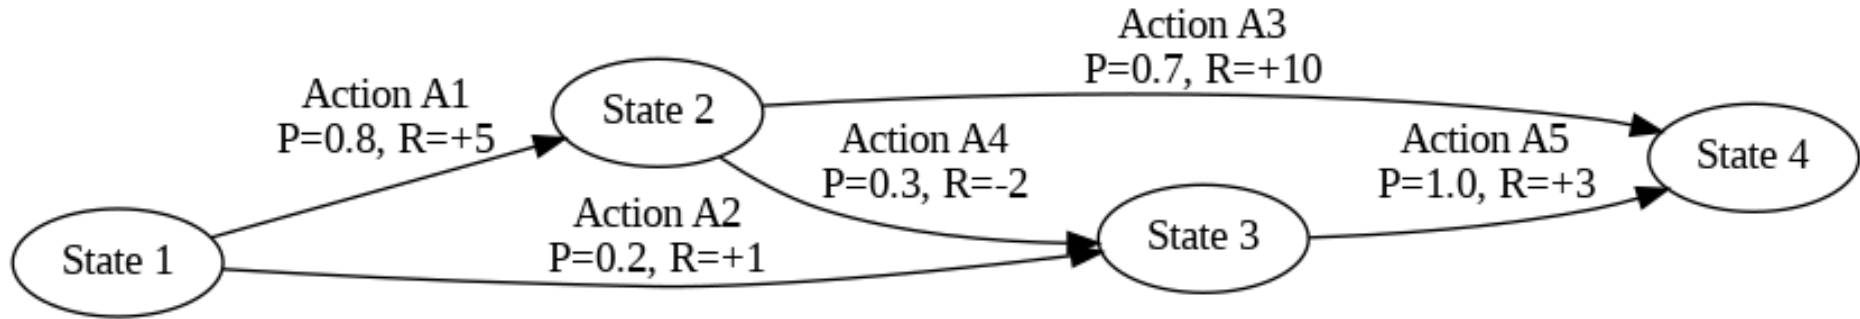 Action A3
P=0.7, R=+10
Action A1
P=0.8, R=+5
State 2
Action A4
P=0.3, R=-2
Action A5
P=1.0, R=+3
State 4
Action A2
P=0.2, R=+1
State 3
State 1